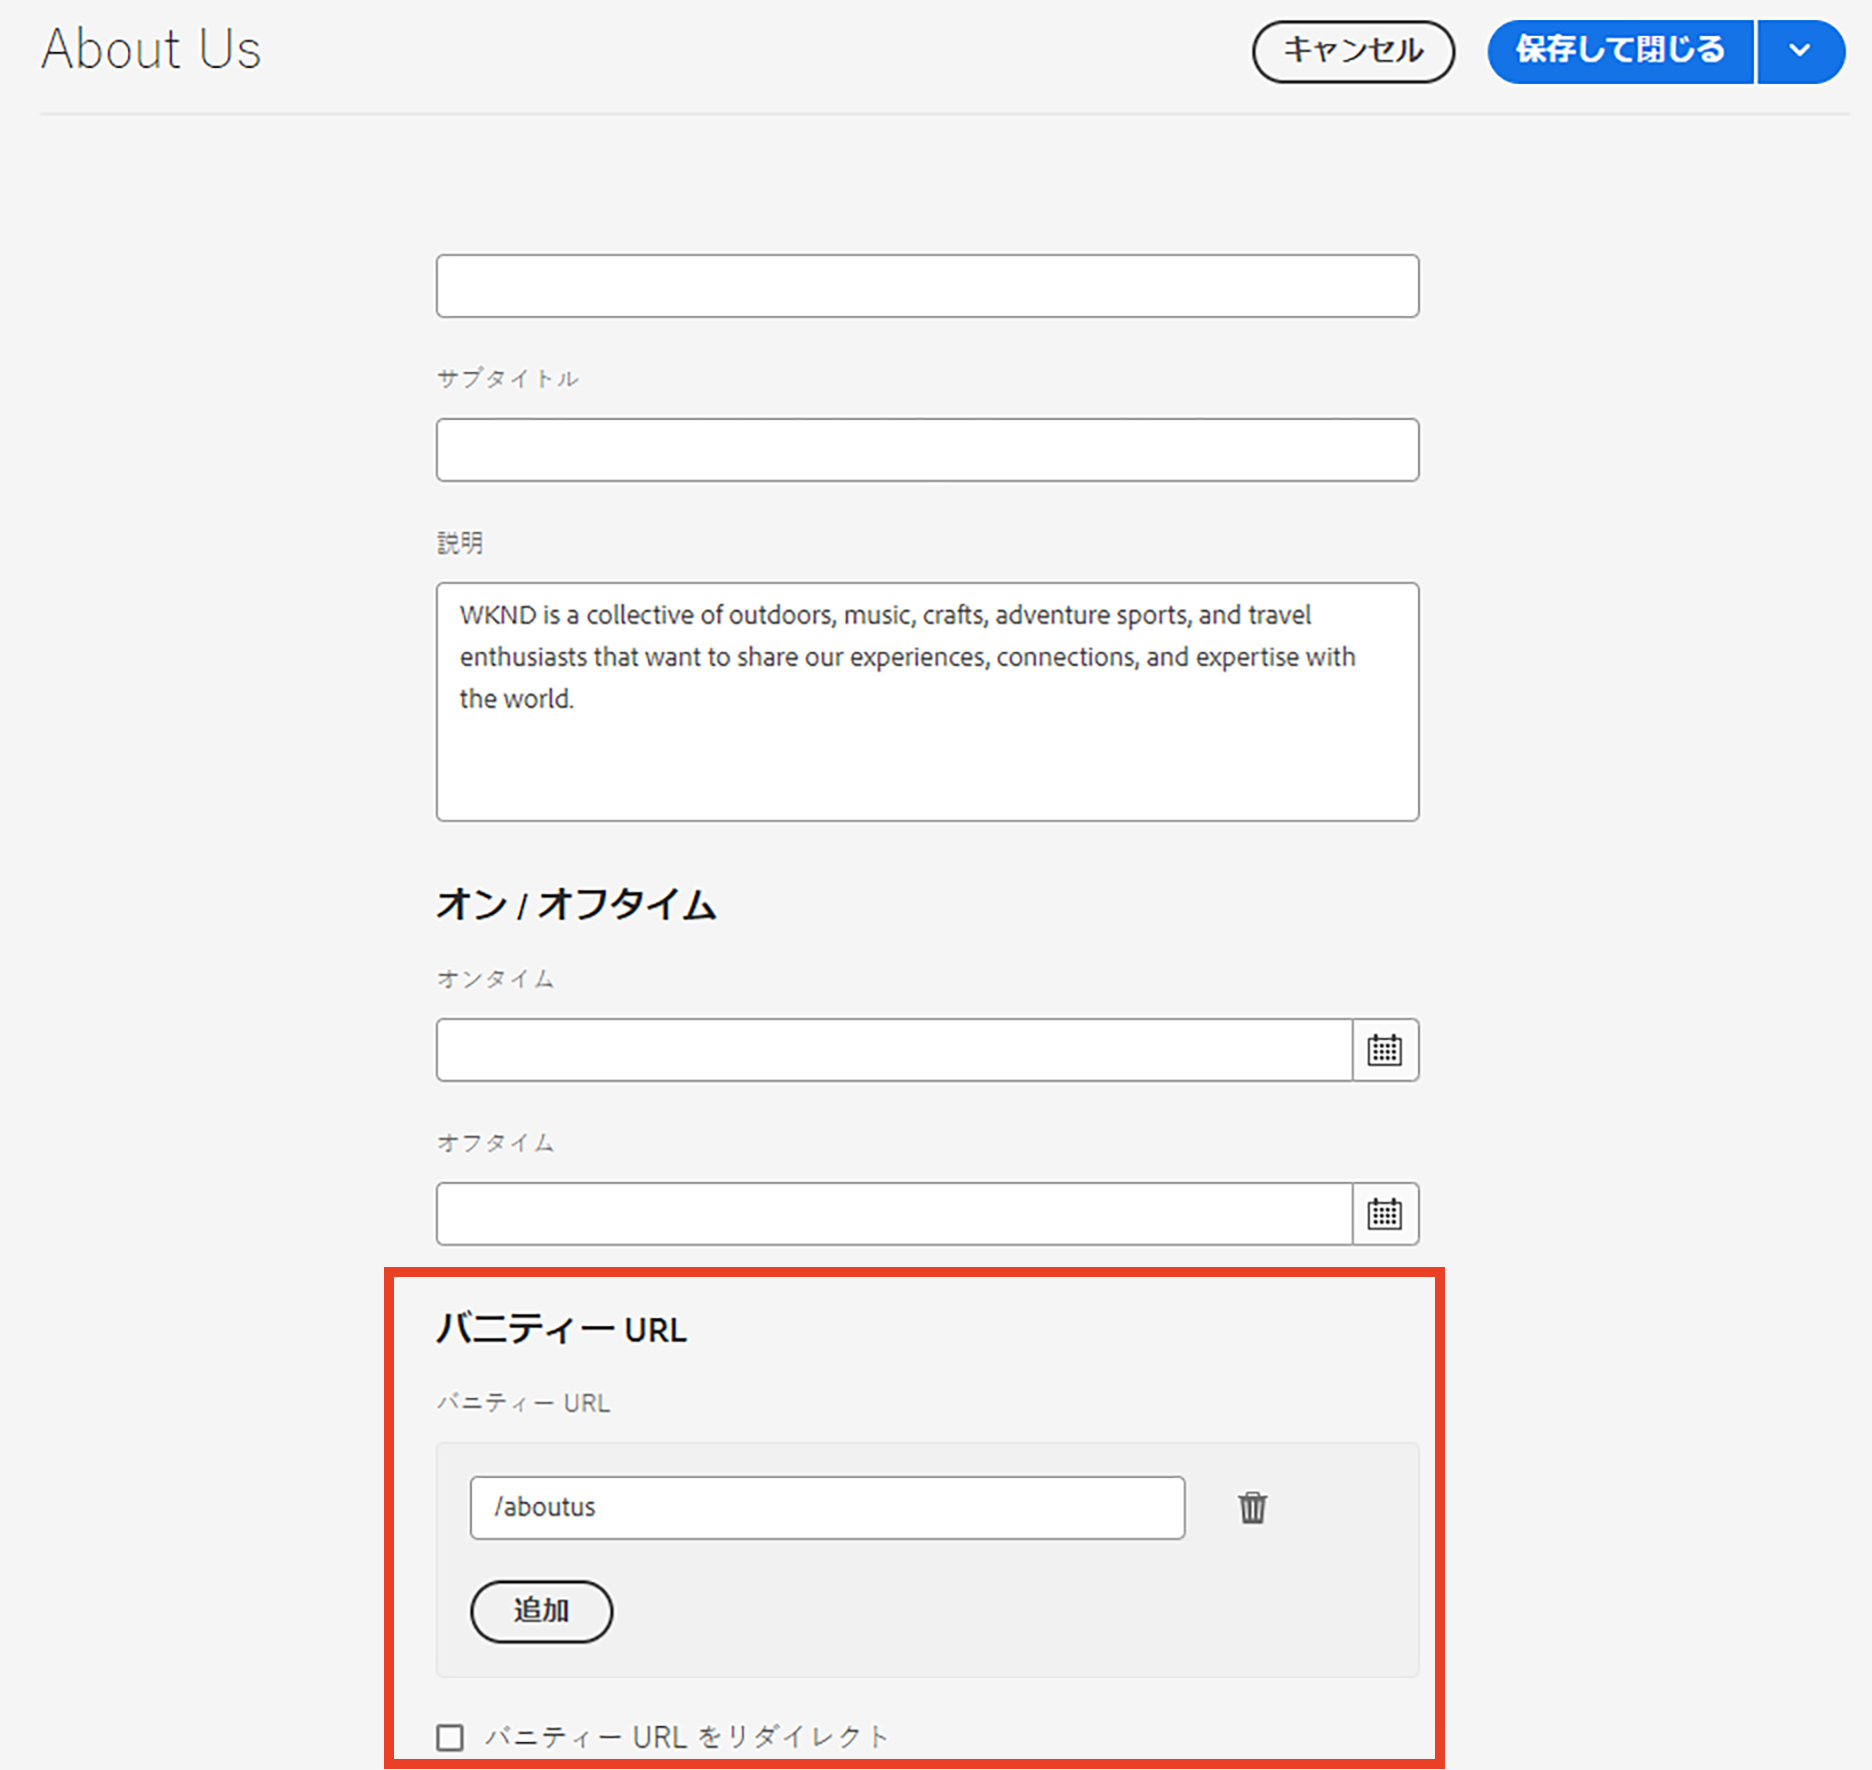 About Us
キャンセル
保存して閉じる
サブタイトル
説明
WKND is a collective of outdoors, music, crafts, adventure sports, and travel
enthusiasts that want to share our experiences, connections, and expertise with
the world.
オン / オフタイム
オンタイム
オフタイム
バニティー URL
バニティー URL
/aboutus
追加
バニティー URL をリダイレクト